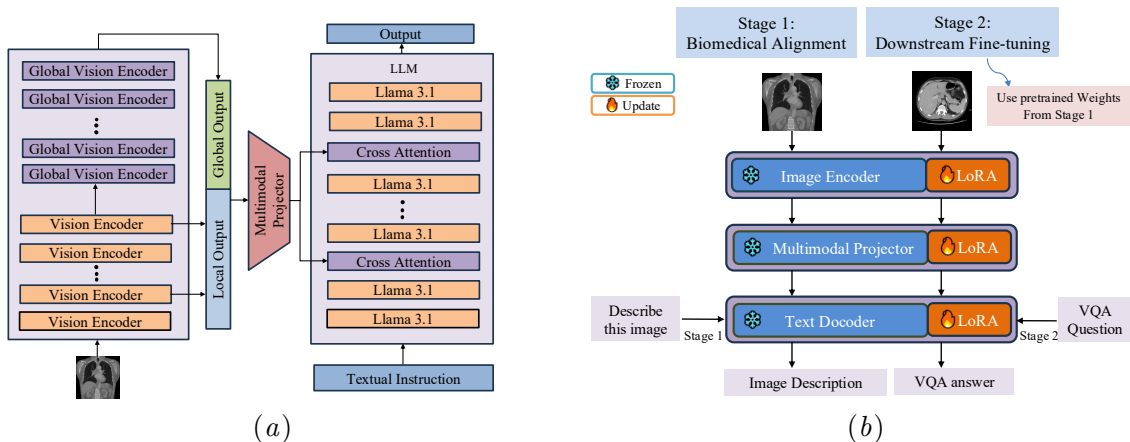 Output
LLM
Global Vision Encoder
Global Vision Encoder
Global Vision Encoder
Global Vision Encoder
Vision Encoder
Vision Encoder
Vision Encoder
Vision Encoder
Global Output
Local Output
Multimodal
Projector
Llama 3.1
Llama 3.1
Cross Attention
Llama 3.1
Llama 3.1
Cross Attention
Llama 3.1
Llama 3.1
Textual Instruction
(a)
Stage 1:
Biomedical Alignment
Stage 2:
Downstream Fine-tuning
Frozen
Update
Use pretrained Weights
From Stage 1
Image Encoder
LoRA
Multimodal Projector
LoRA
Describe
this image
Stage 1
Text Docoder
LoRA
Stage 2
VQA
Question
Image Description
VQA answer
(b)